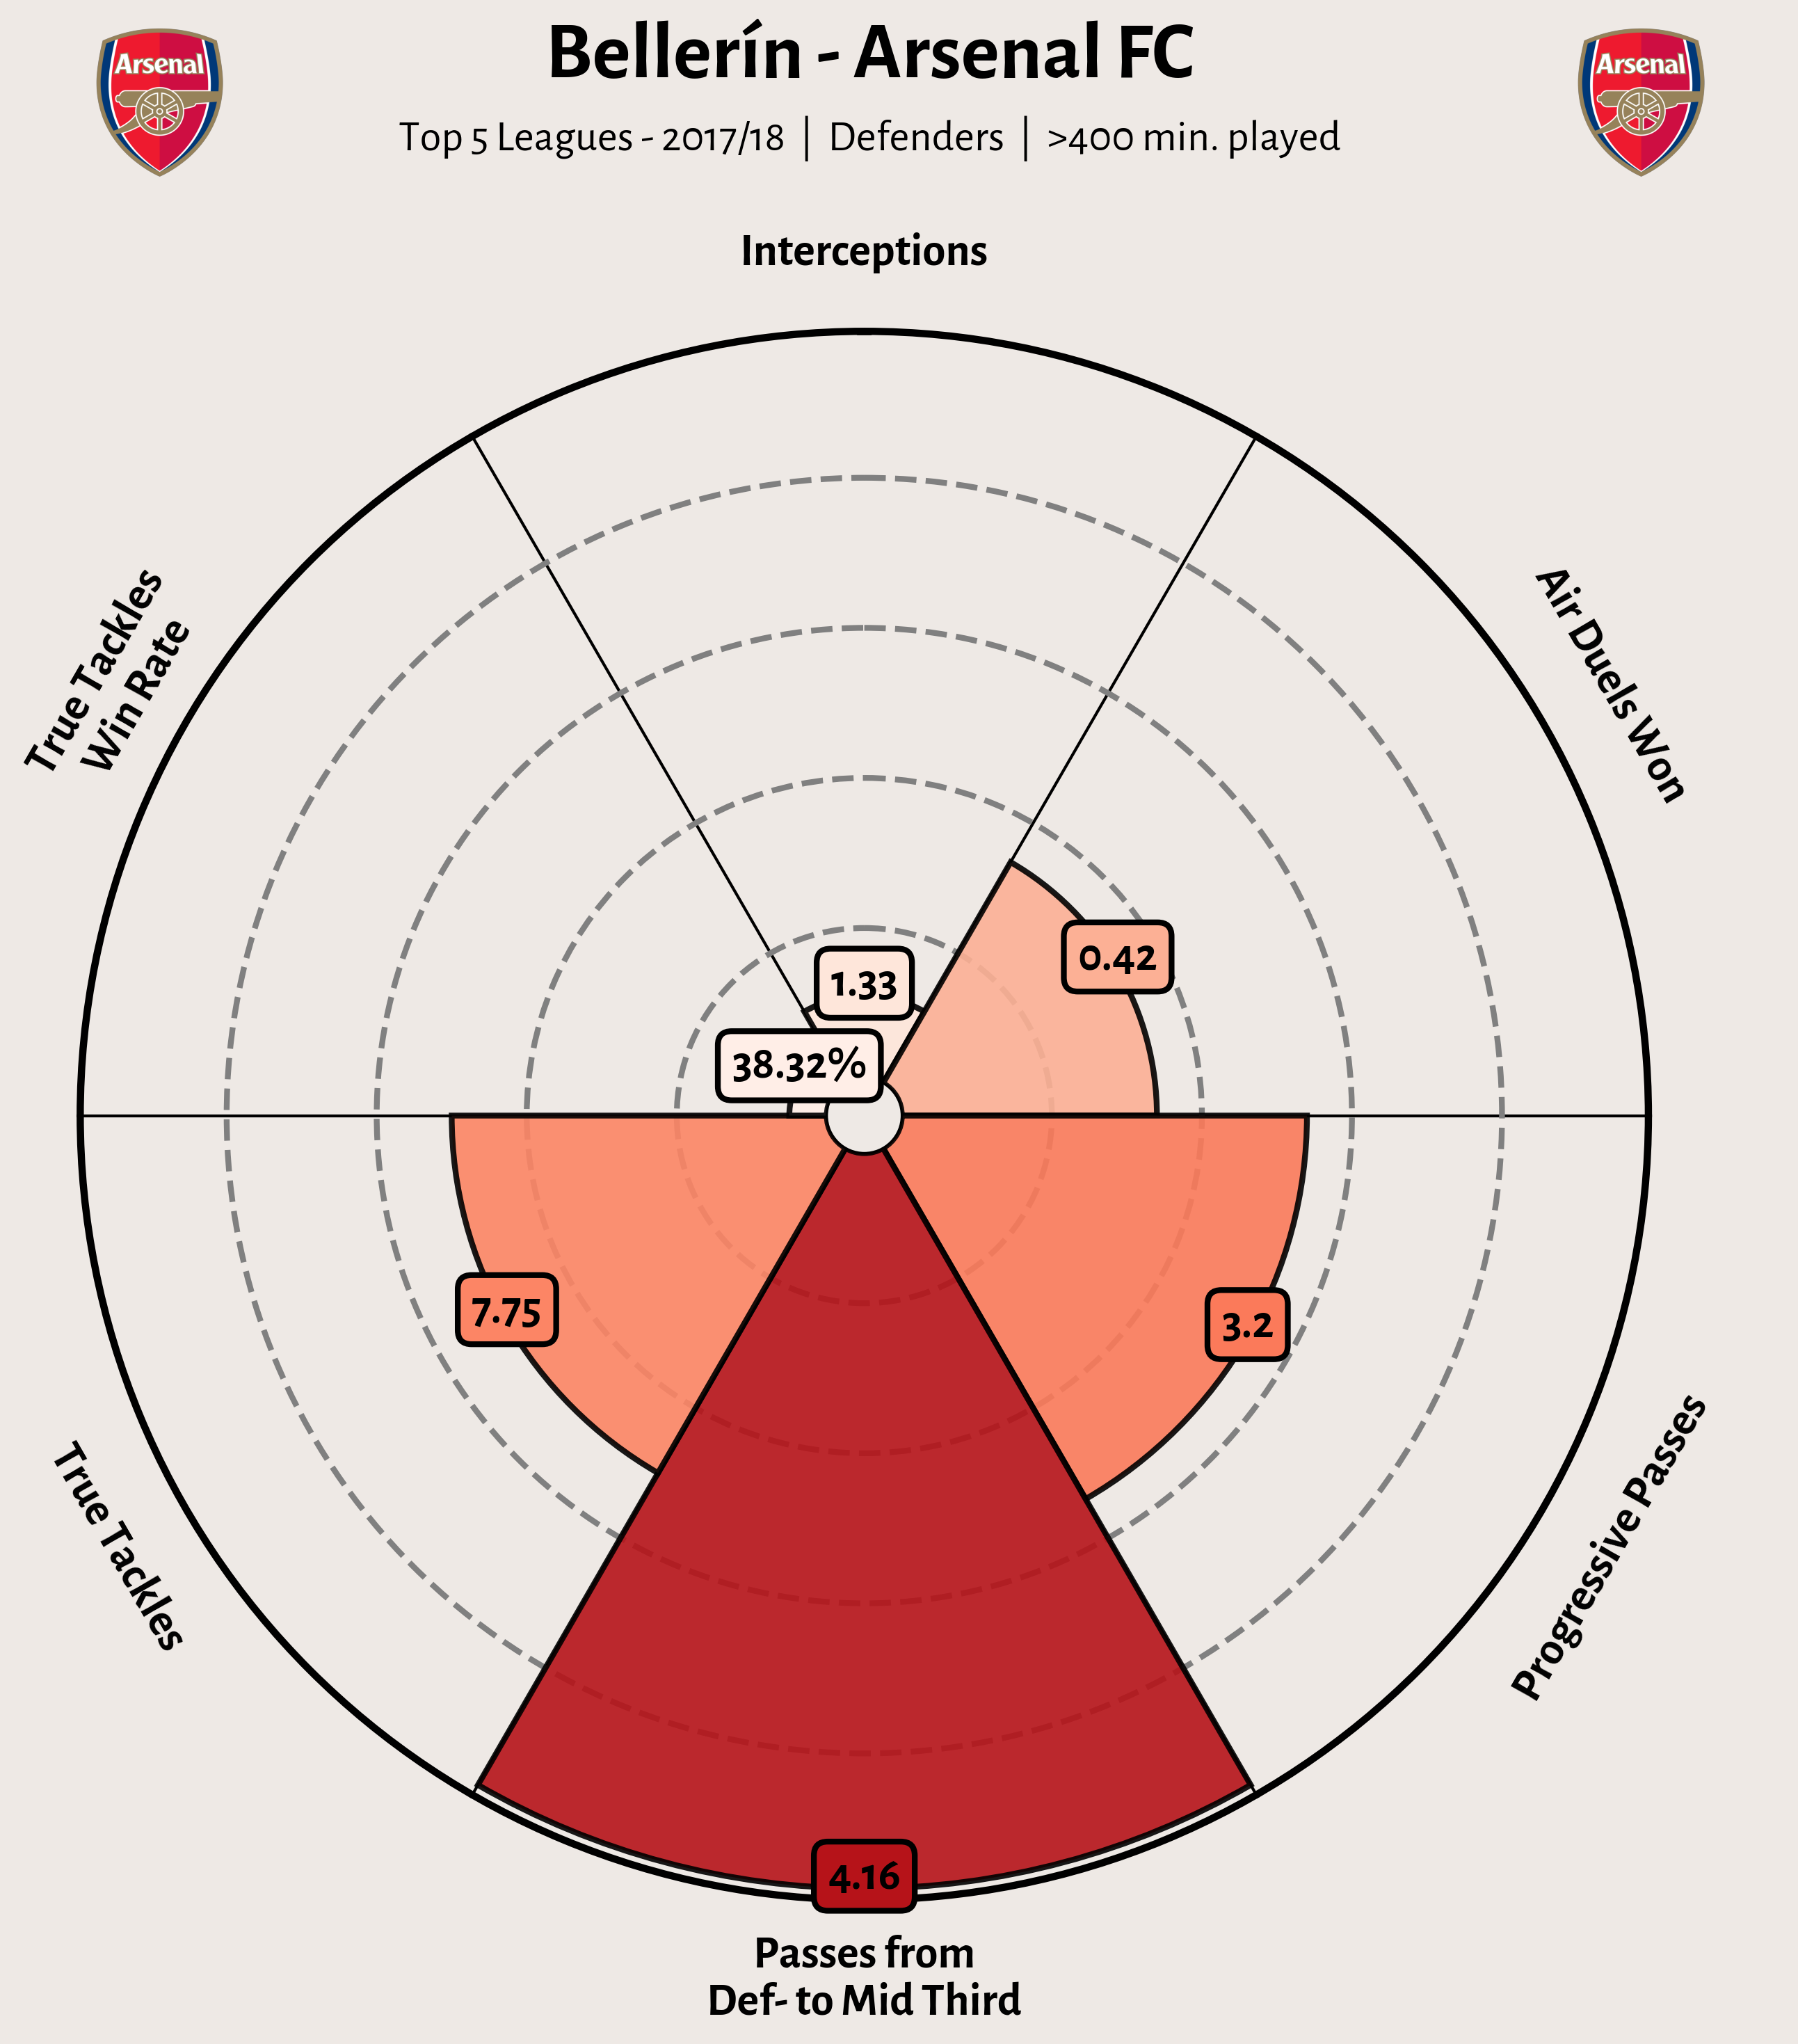 Arsenal
Bellerín - Arsenal FC
Arsenal
Top 5 Leagues - 2017/18 | Defenders | >400 min. played
Interceptions
True Tackles
Win Rate
Air Duels Won
0.42
1.33
38.32%
7.75
3.2
True Tackles
Progressive Passes
4.16
Passes from
Def- to Mid Third